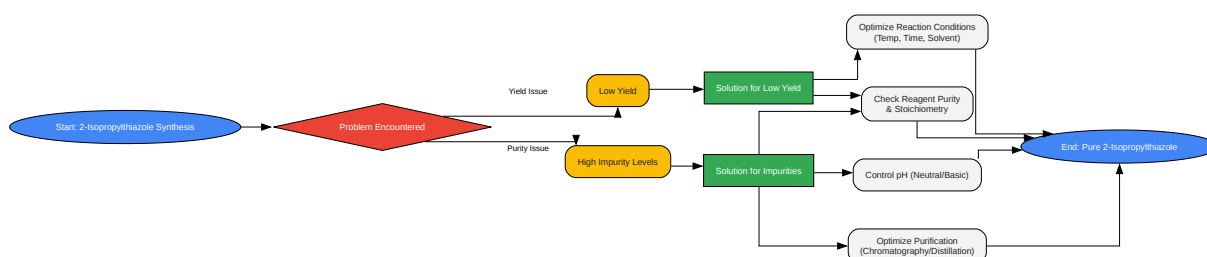 Optimize Reaction Conditions
(Temp, Time, Solvent)
Yield Issue
Low Yield
Solution for Low Yield
Check Reagent Purity
& Stoichiometry
Start: 2-Isopropylthiazole Synthesis
Problem Encountered
Purity Issue
High Impurity Levels
Solution for Impurities
Control pH (Neutral/Basic)
End: Pure 2-Isopropylthiazole
Optimize Purification
(Chromatography/Distillation)